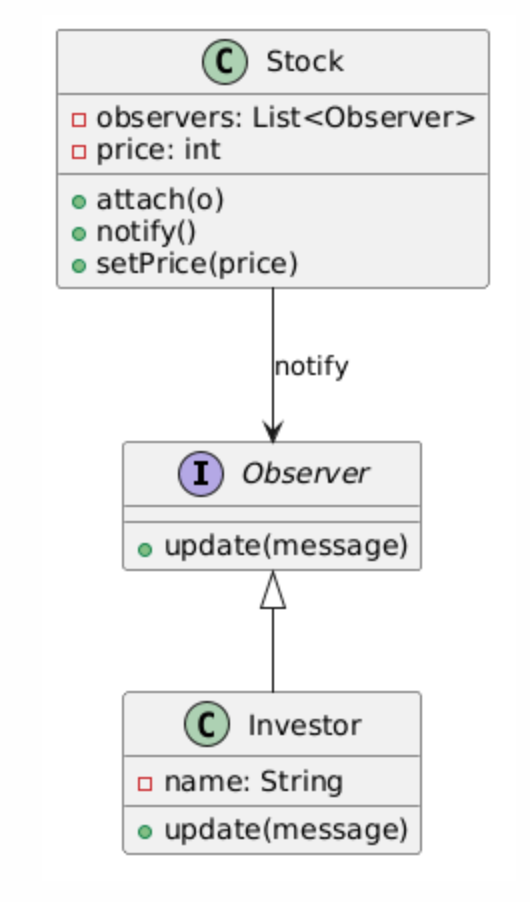 C Stock
observers: List<Observer>
price: int
attach(o)
notify()
setPrice(price)
notify
I Observer
update(message)
C Investor
name: String
update(message)